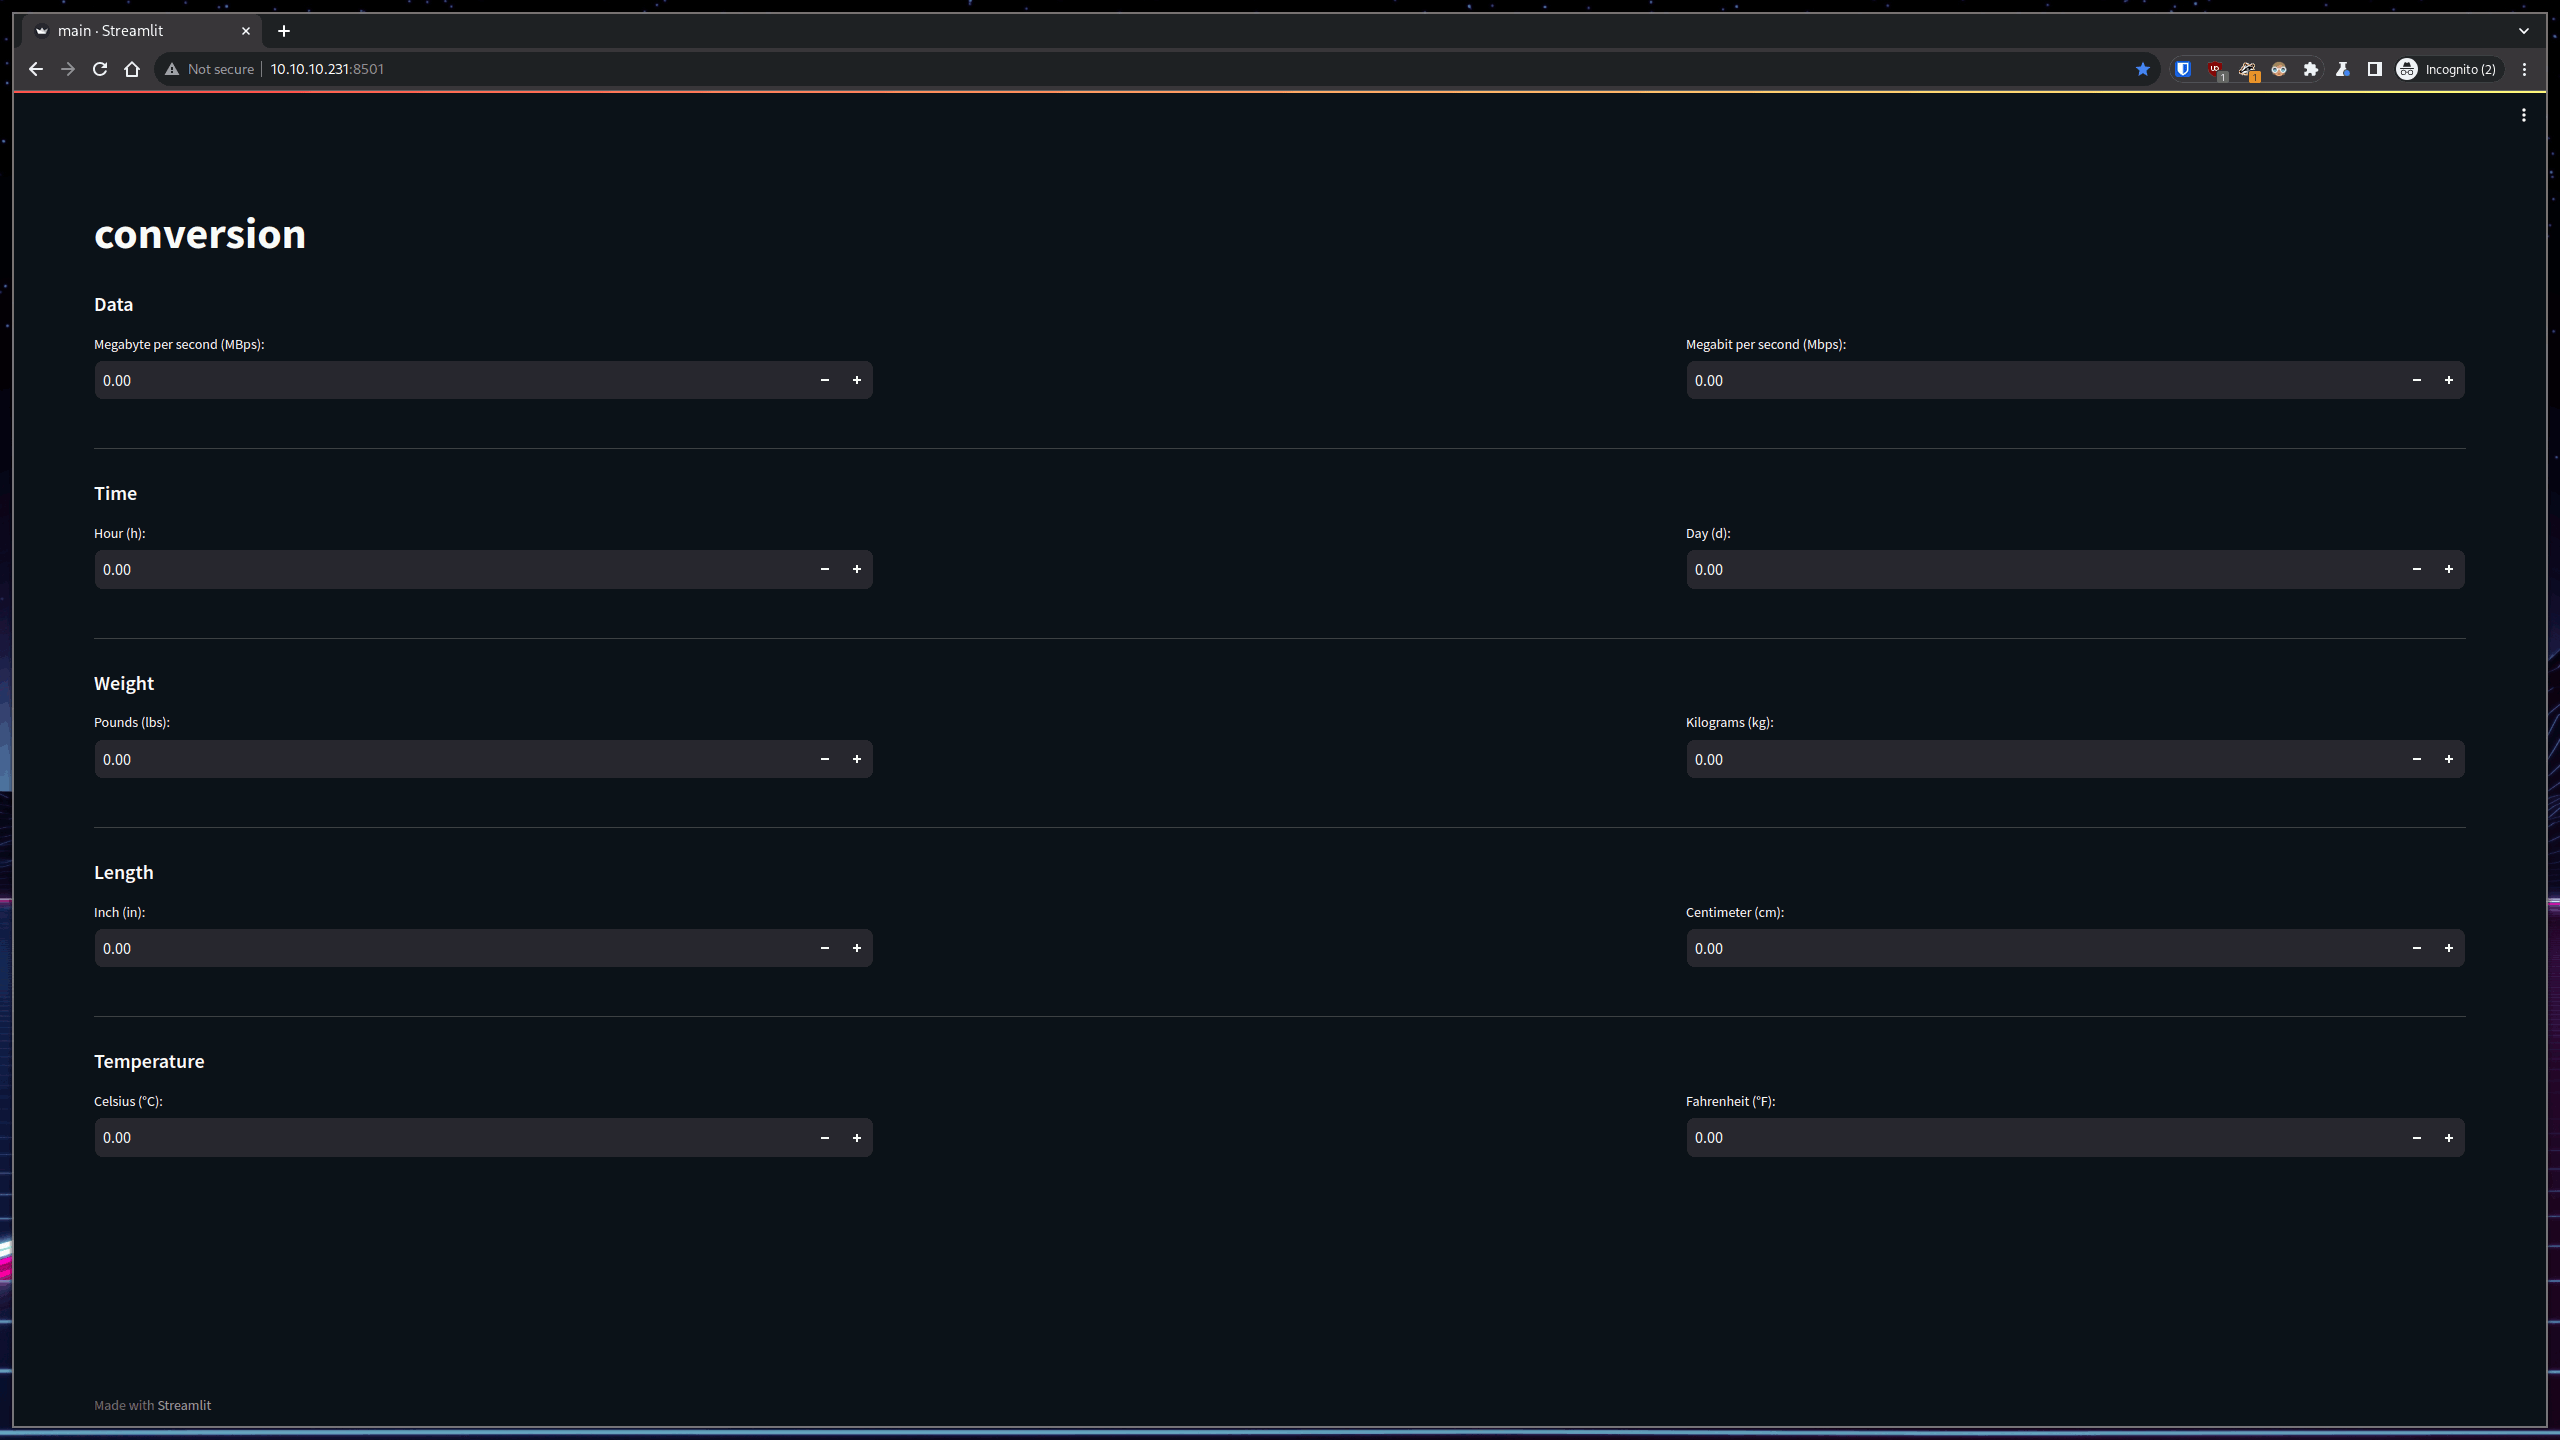 main · Streamlit
Not secure 10.10.10.231:8501 Incognito (2)
1 1
conversion
Data
Megabyte per second (MBps): Megabit per second (Mbps):
0.00 0.00
Time
Hour (h): Day (d):
0.00 0.00
Weight
Pounds (lbs): Kilograms (kg):
0.00 0.00
Length
Inch (in): Centimeter (cm):
0.00 0.00
Temperature
Celsius (°C): Fahrenheit (°F):
0.00 0.00
Made with Streamlit